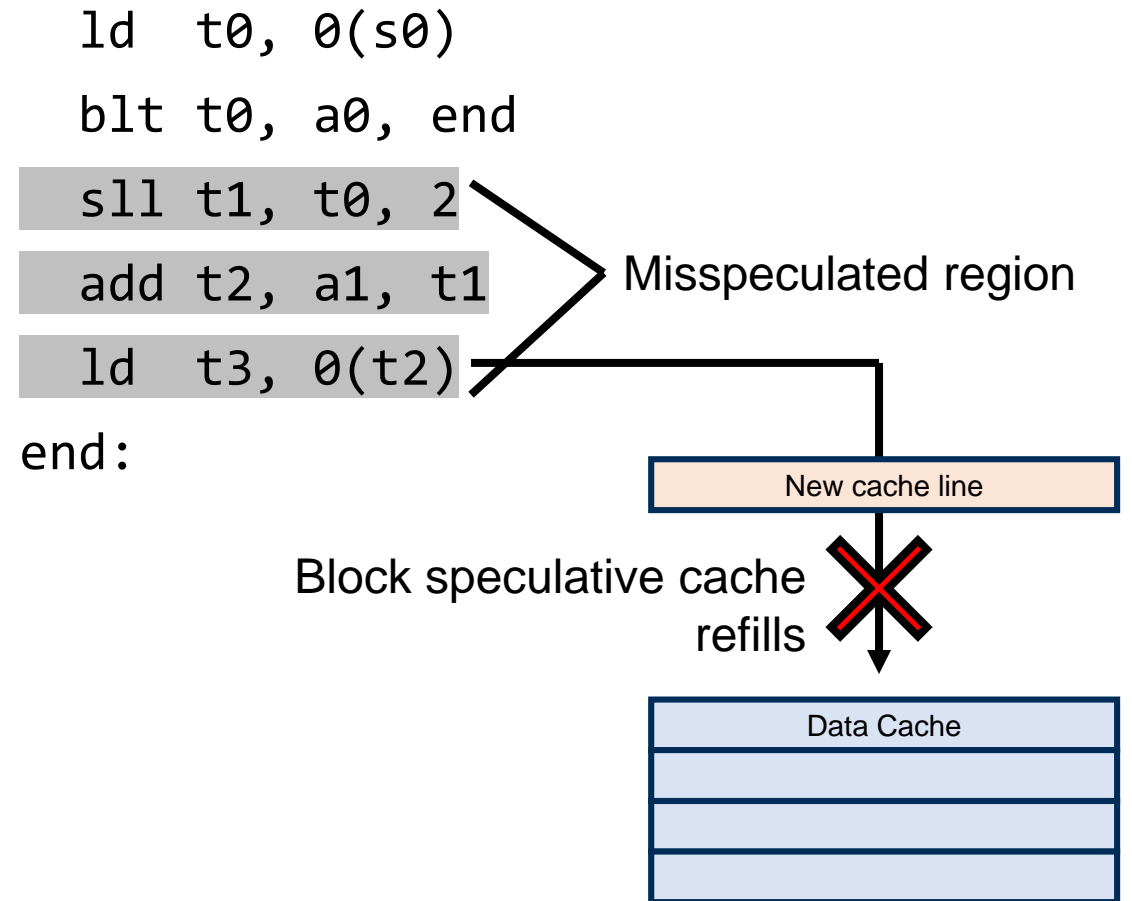 ld t0, 0(s0)
blt t0, a0, end
sll t1, t0, 2
add t2, a1, t1
Misspeculated region
ld t3, 0(t2)
end:
New cache line
Block speculative cache
refills
Data Cache